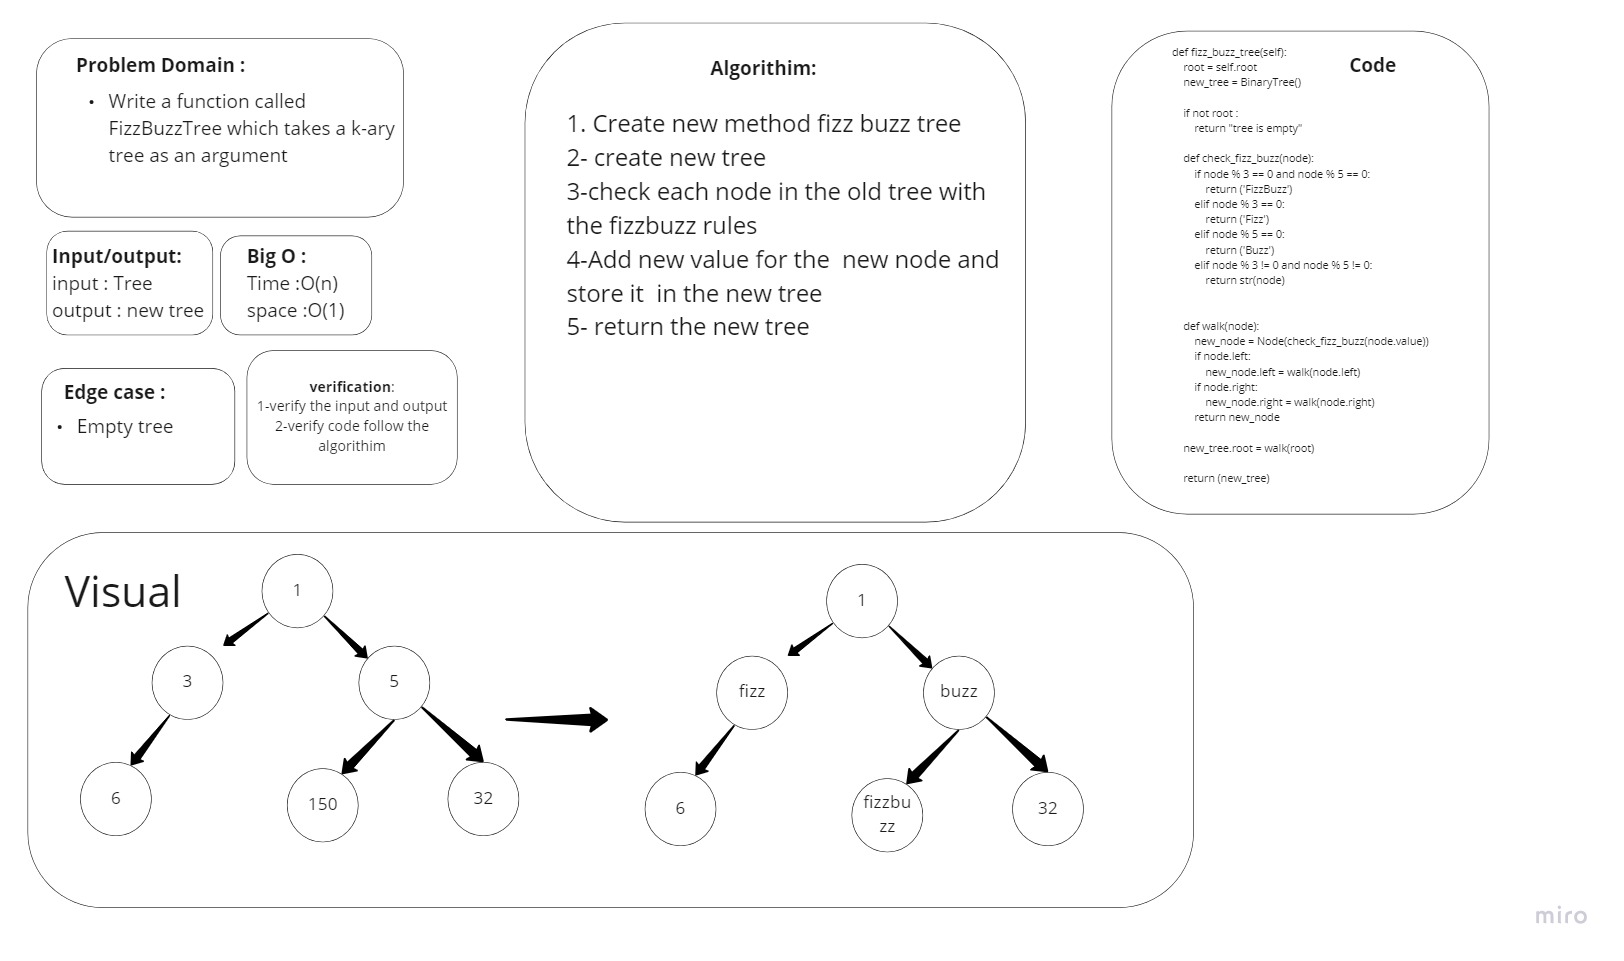 Problem Domain :
• Write a function called
FizzBuzzTree which takes a k-ary
tree as an argument
Input/output:
input : Tree
output : new tree
Big O :
Time :O(n)
space :O(1)
Edge case :
• Empty tree
verification:
1-verify the input and output
2-verify code follow the
algorithim
Algorithim:
1. Create new method fizz buzz tree
2- create new tree
3-check each node in the old tree with
the fizzbuzz rules
4-Add new value for the  new node and
store it  in the new tree
5- return the new tree
Code
def fizz_buzz_tree(self):
root = self.root
new_tree = BinaryTree()
if not root :
return "tree is empty"
def check_fizz_buzz(node):
if node % 3 == 0 and node % 5 == 0:
return ('FizzBuzz')
elif node % 3 == 0:
return ('Fizz')
elif node % 5 == 0:
return ('Buzz')
elif node % 3 != 0 and node % 5 != 0:
return str(node)
def walk(node):
new_node = Node(check_fizz_buzz(node.value))
if node.left:
new_node.left = walk(node.left)
if node.right:
new_node.right = walk(node.right)
return new_node
new_tree.root = walk(root)
return (new_tree)
Visual
1
3
5
6
150
32
1
fizz
buzz
6
fizzbu
zz
32
miro